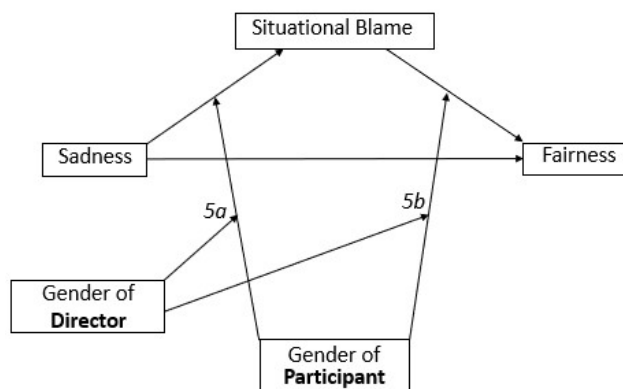 Situational Blame
Sadness
Fairness
5a
5b
Gender of
Director
Gender of
Participant